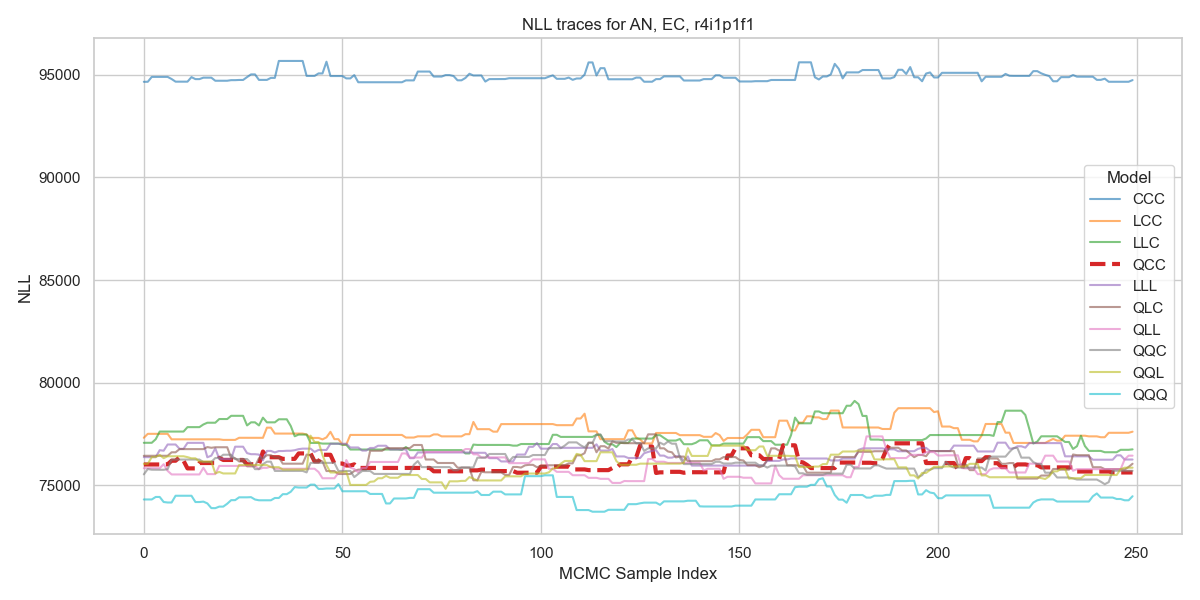 NLL traces for AN, EC, r4i1p1f1
95000
90000
85000
80000
75000
NLL
0
50
100
150
200
250
MCMC Sample Index
Model
CCC
LCC
LLC
QCC
LLL
QLC
QLL
QQC
QQL
QQQ